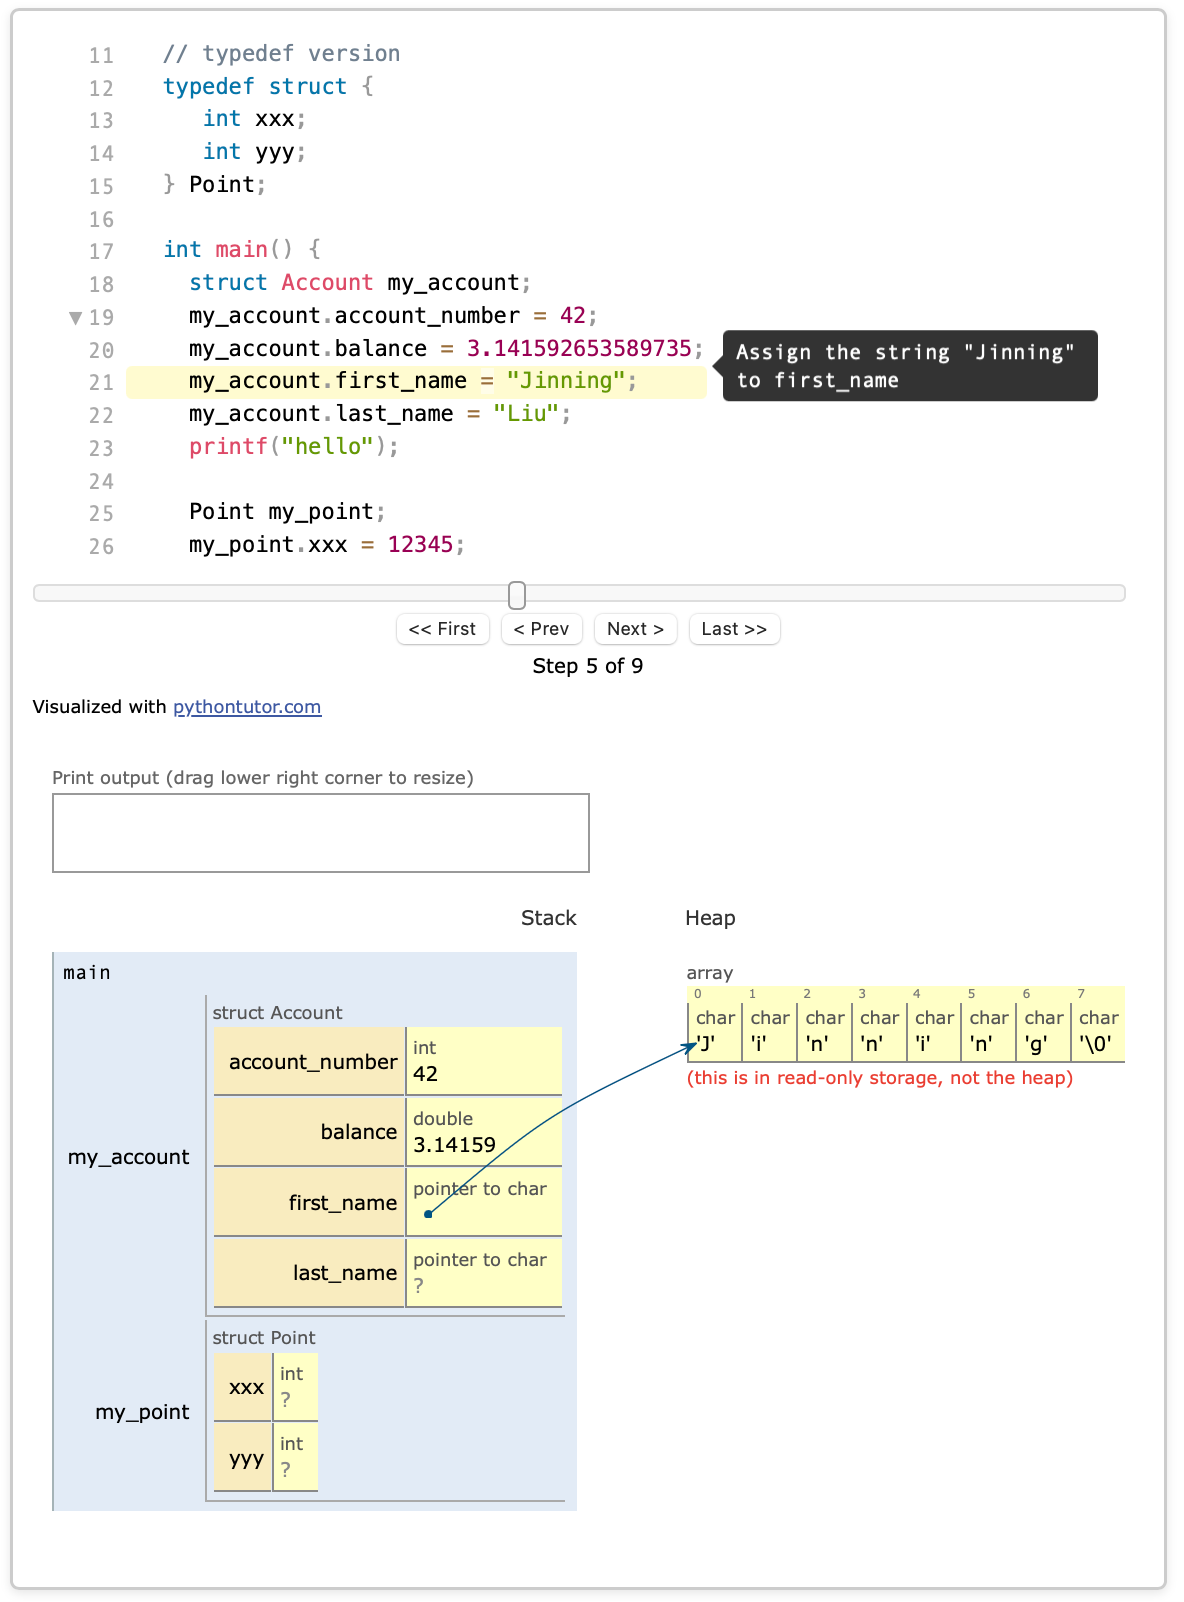 11 // typedef version
12 typedef struct {
13 int xxx;
14 int yyy;
15 } Point;
16
17 int main() {
18 struct Account my_account;
▼ 19 my_account.account_number = 42;
20 my_account.balance = 3.141592653589735;
21 my_account.first_name = "Jinning";
Assign the string "Jinning"
to first_name
22 my_account.last_name = "Liu";
23 printf("hello");
24
25 Point my_point;
26 my_point.xxx = 12345;
<< First < Prev Next > Last >>
Step 5 of 9
Visualized with pythontutor.com
Print output (drag lower right corner to resize)
Stack Heap
main
my_account
struct Account
account_number int
42
balance double
3.14159
first_name pointer to char
last_name pointer to char
?
my_point
struct Point
xxx int
?
yyy int
?
array
0 1 2 3 4 5 6 7
char char char char char char char char
'J' 'i' 'n' 'n' 'i' 'n' 'g' '\0'
(this is in read-only storage, not the heap)